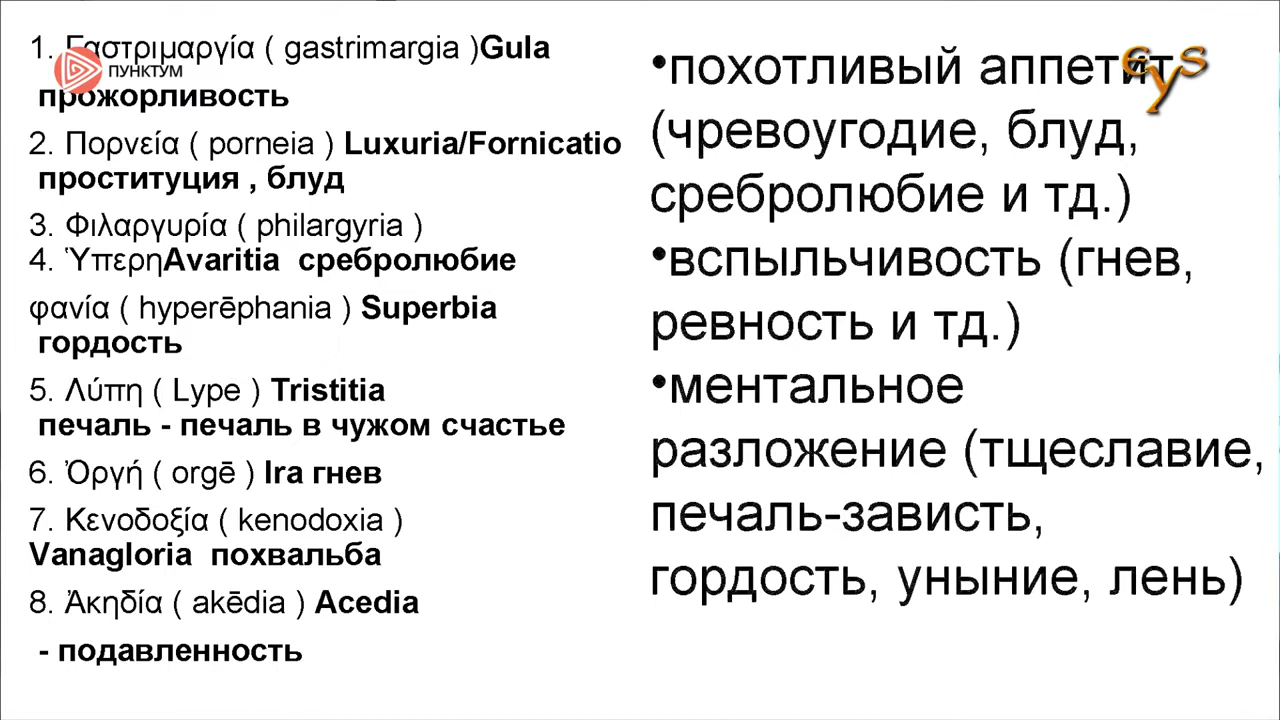 1. Γαστριμαργία ( gastrimargia )Gula
ПУНКТУМ
прожорливость
2. Πορνεία ( porneia ) Luxuria/Fornicatio
проституция , блуд
3. Φιλαργυρία ( philargyria )
4. Ὑπερη​Avaritia сребролюбие
φανία ( hyperēphania ) Superbia
гордость
5. Λύπη ( Lype ) Tristitia
печаль - печаль в чужом счастье
6. Ὀργή ( orgē ) Ira гнев
7. Κενοδοξία ( kenodoxia )
Vanagloria похвальба
8. Ἀκηδία ( akēdia ) Acedia
- подавленность
•похотливый аппетит
eys
(чревоугодие, блуд,
сребролюбие и тд.)
•вспыльчивость (гнев,
ревность и тд.)
•ментальное
разложение (тщеславие,
печаль-зависть,
гордость, уныние, лень)